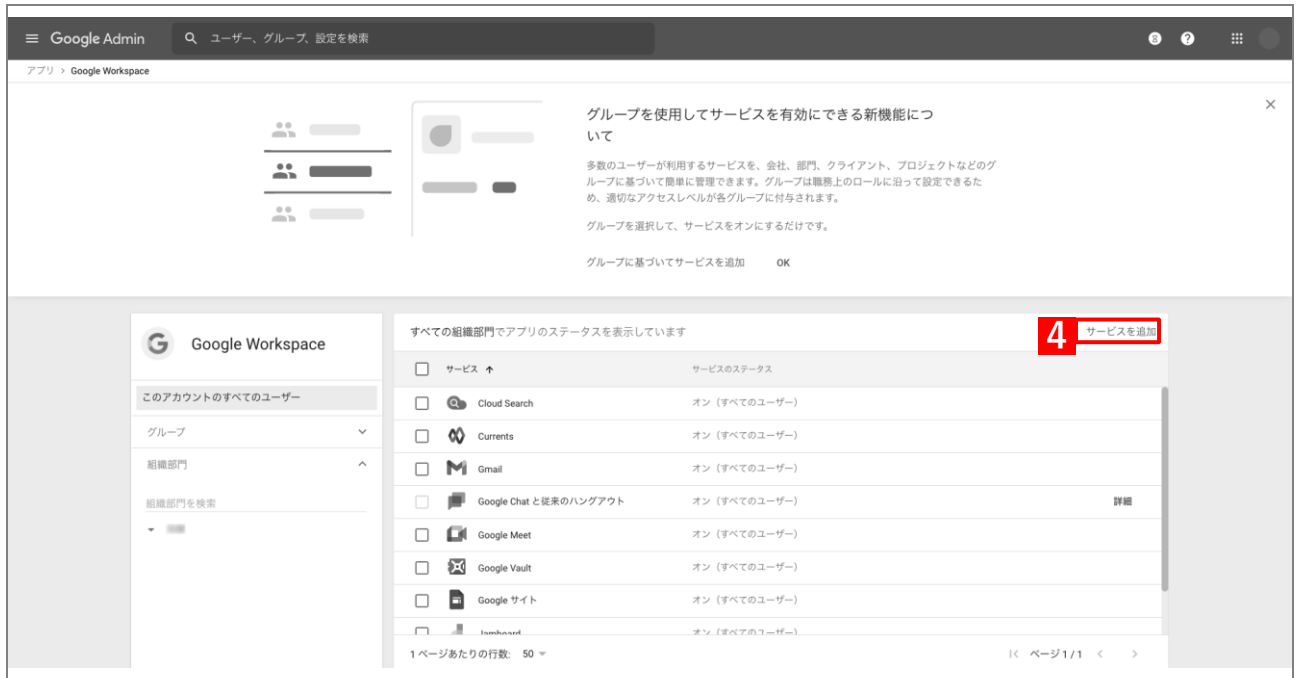 Google Admin
ユーザー、グループ、設定を検索
アプリ > Google Workspace
グループを使用してサービスを有効にできる新機能につ
いて
多数のユーザーが利用するサービスを、会社、部門、クライアント、プロジェクトなどのグ
ループに基づいて簡単に管理できます。グループは職務上のロールに沿って設定できるた
め、適切なアクセスレベルが各グループに付与されます。
グループを選択して、サービスをオンにするだけです。
グループに基づいてサービスを追加 OK
Google Workspace
このアカウントのすべてのユーザー
グループ
組織部門
組織部門を検索
すべての組織部門でアプリのステータスを表示しています
4 サービスを追加
サービス サービスのステータス
Cloud Search オン（すべてのユーザー）
Currents オン（すべてのユーザー）
Gmail オン（すべてのユーザー）
Google Chat と従来のハングアウト オン（すべてのユーザー） 詳細
Google Meet オン（すべてのユーザー）
Google Vault オン（すべてのユーザー）
Google サイト オン（すべてのユーザー）
Jamboard オン（すべてのユーザー）
1 ページあたりの行数: 50 ページ 1 / 1